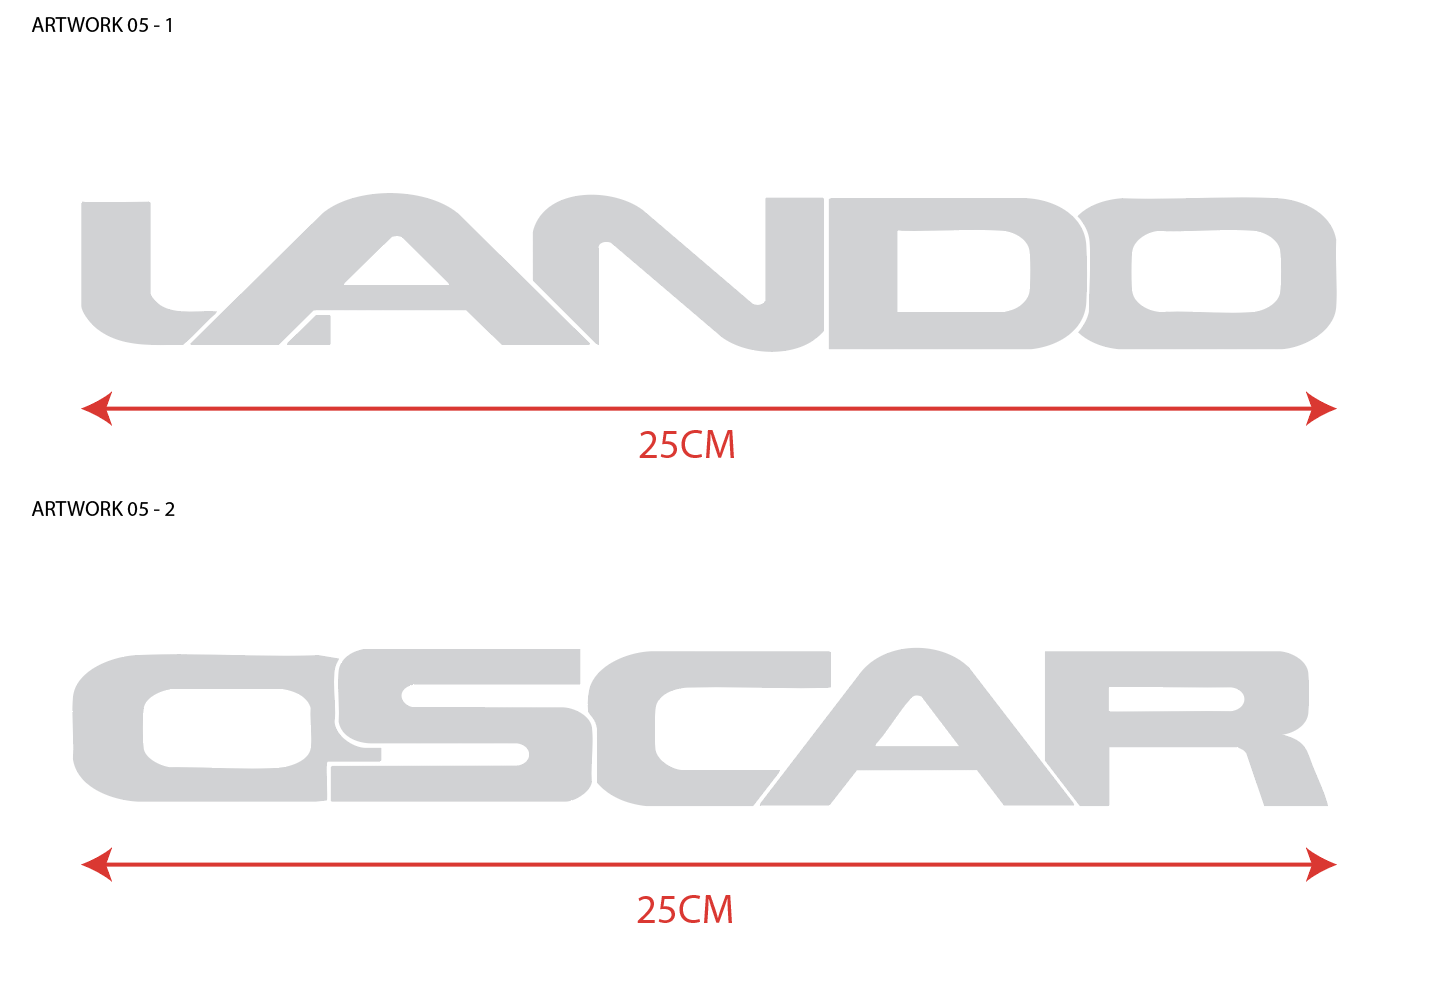 ARTWORK 05 - 1
LANDO
25CM
ARTWORK 05 - 2
OSCAR
25CM